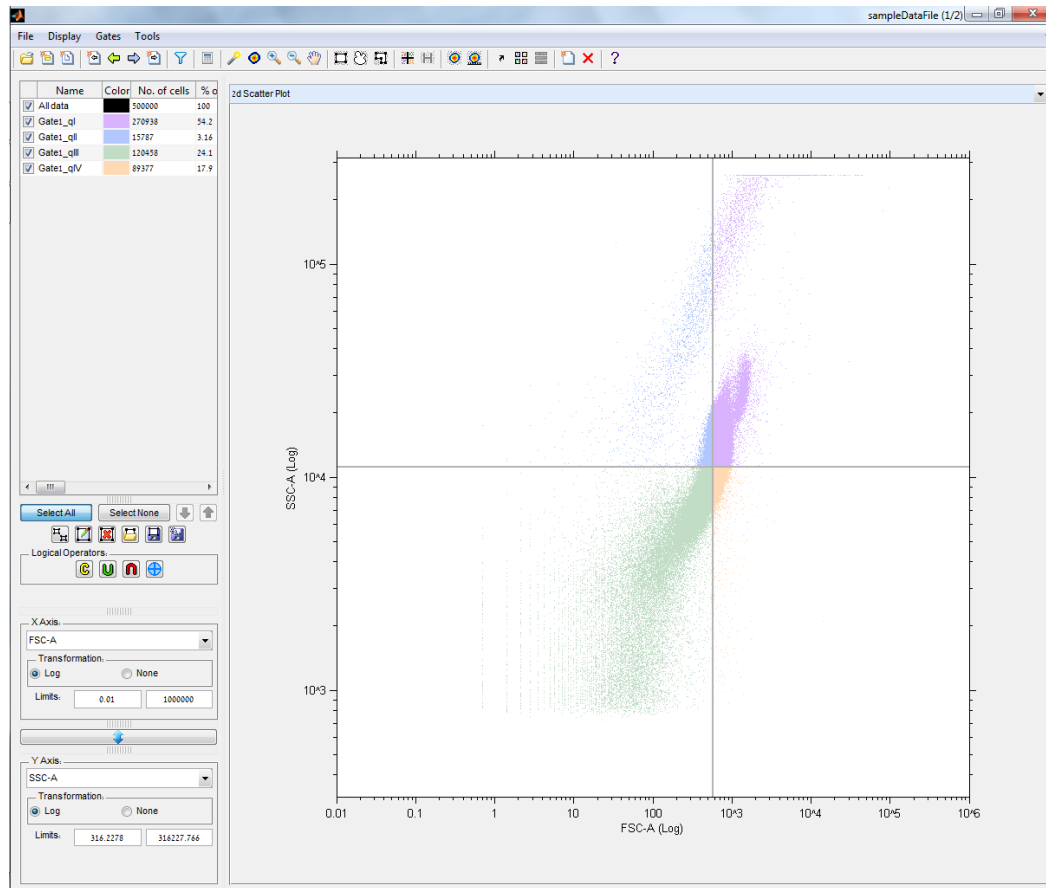 sampleDataFile (1/2)
File Display Gates Tools
Name Color No. of cells % o
All data 500000 100
Gate1_qI 270938 54.2
Gate1_qII 15787 3.16
Gate1_qIII 120458 24.1
Gate1_qIV 89377 17.9
Select All Select None
Logical Operators:
C U n
X Axis:
FSC-A
Transformation:
Log None
Limits: 0.01 1000000
Y Axis:
SSC-A
Transformation:
Log None
Limits: 316.2278 316227.766
2d Scatter Plot
10^5
10^4
10^3
SSC-A (Log)
0.01 0.1 1 10 100 10^3 10^4 10^5 10^6
FSC-A (Log)